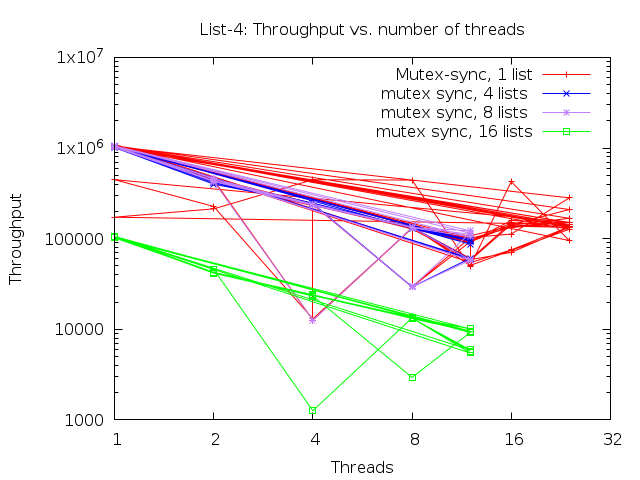 List-4: Throughput vs. number of threads
1x10^7
1x10^6
100000
10000
1000
Throughput
Mutex-sync, 1 list
mutex sync, 4 lists
mutex sync, 8 lists
mutex sync, 16 lists
1 2 4 8 16 32
Threads